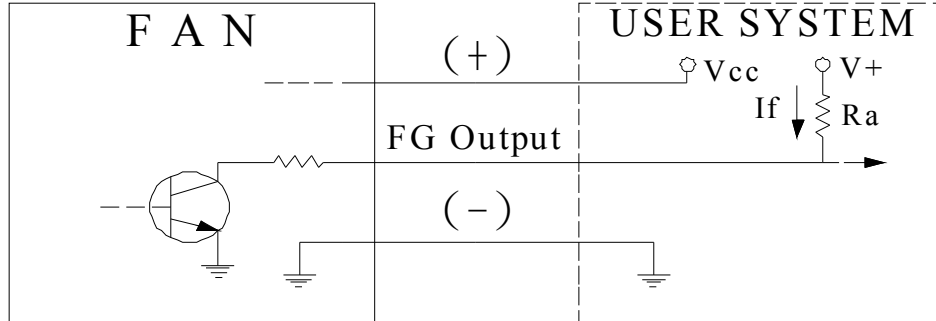 F A N
USER SYSTEM
(+)
Vcc
V+
If
Ra
FG Output
(-)